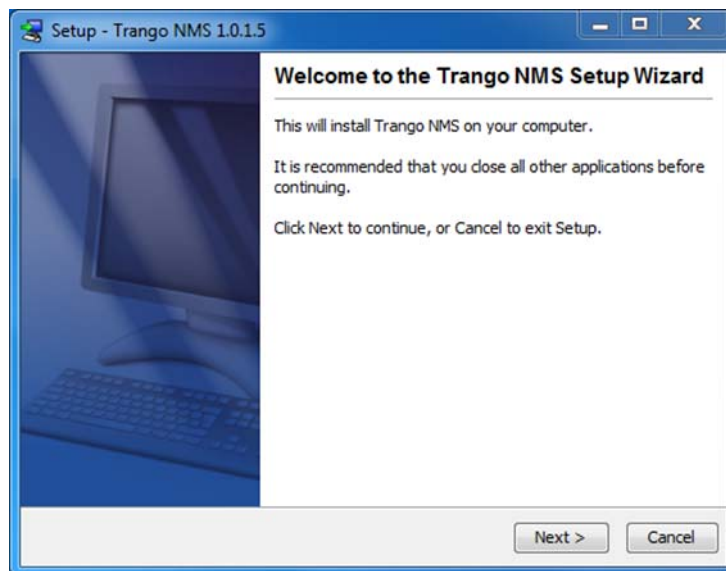 Setup - Trango NMS 1.0.1.5
Welcome to the Trango NMS Setup Wizard
This will install Trango NMS on your computer.
It is recommended that you close all other applications before
continuing.
Click Next to continue, or Cancel to exit Setup.
Next >
Cancel